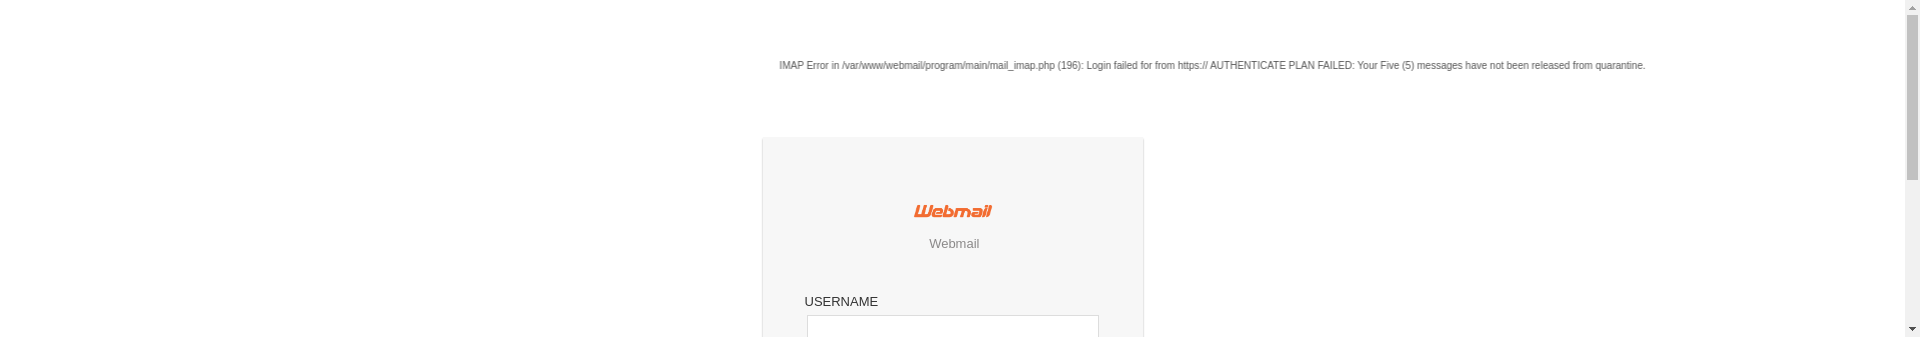 IMAP Error in /var/www/webmail/program/main/mail_imap.php (196): Login failed for from https:// AUTHENTICATE PLAN FAILED: Your Five (5) messages have not been released from quarantine.
Webmail
Webmail
USERNAME